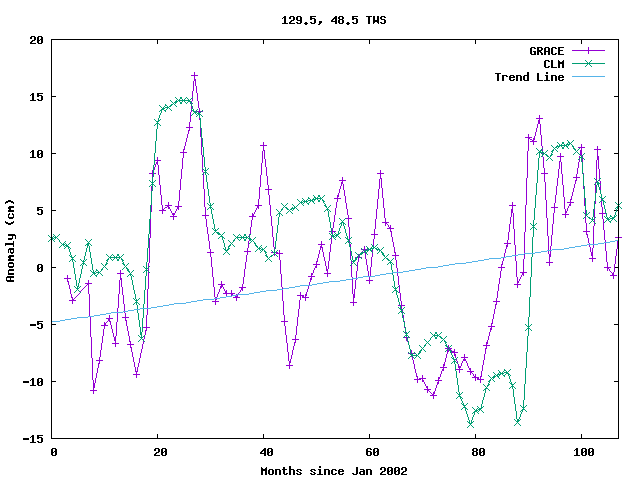 129.5, 48.5 TWS
GRACE
CLM
Trend Line
20
15
10
5
0
-5
-10
-15
Anomaly (cm)
0 20 40 60 80 100
Months since Jan 2002